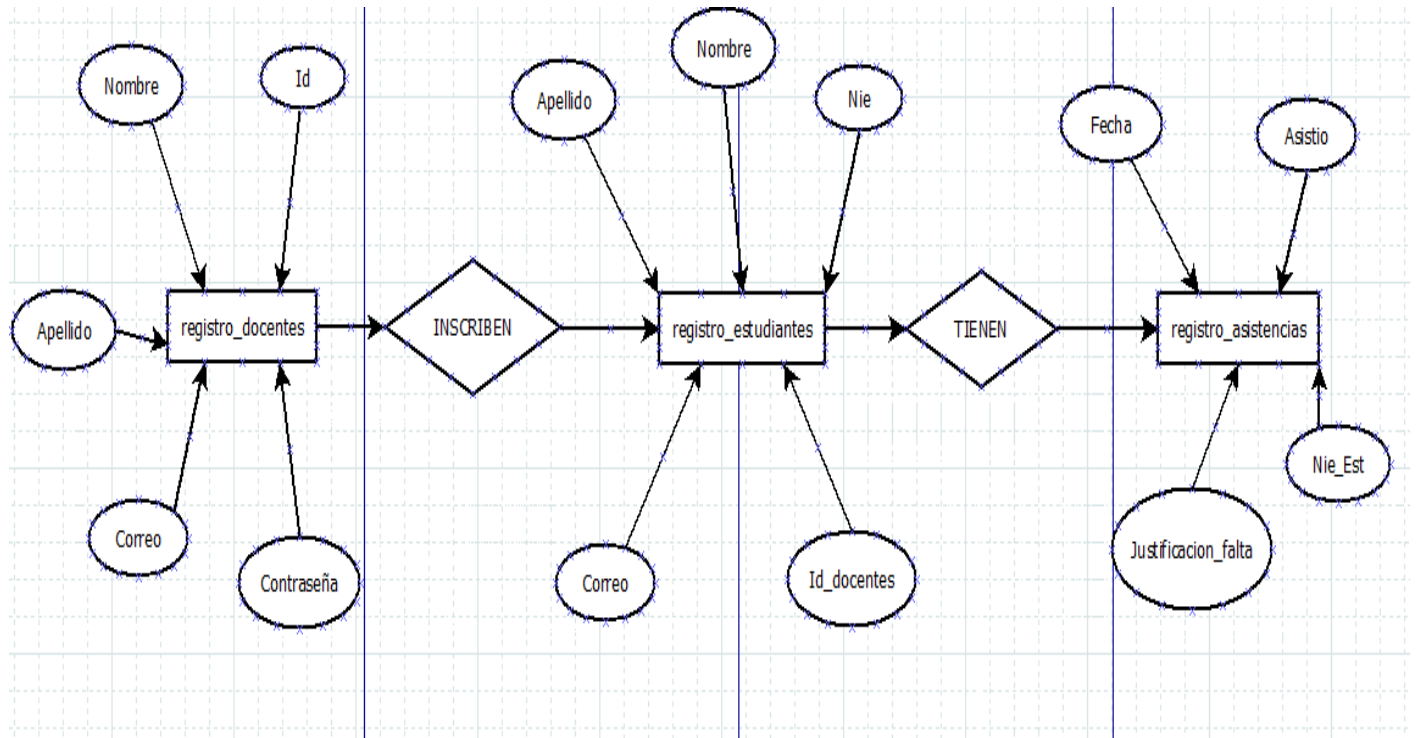 Nombre
Id
Apellido
registro_docentes
Correo
Contraseña
INSCRIBEN
Apellido
Nombre
Nie
registro_estudiantes
Correo
Id_docentes
TIENEN
Fecha
Asistio
registro_asistencias
Justificacion_falta
Nie_Est